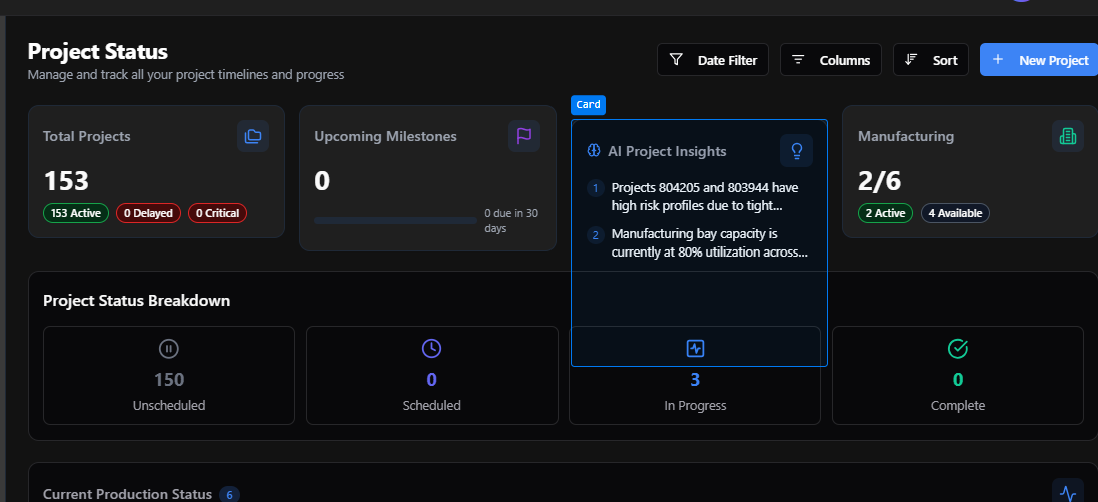 Project Status
Manage and track all your project timelines and progress
Date Filter
Columns
Sort
+ New Project
Total Projects
153
153 Active
0 Delayed
0 Critical
Upcoming Milestones
0
0 due in 30
days
Card
AI Project Insights
1 Projects 804205 and 803944 have
high risk profiles due to tight...
2 Manufacturing bay capacity is
currently at 80% utilization across...
Manufacturing
2/6
2 Active
4 Available
Project Status Breakdown
150
Unscheduled
0
Scheduled
3
In Progress
0
Complete
Current Production Status 6